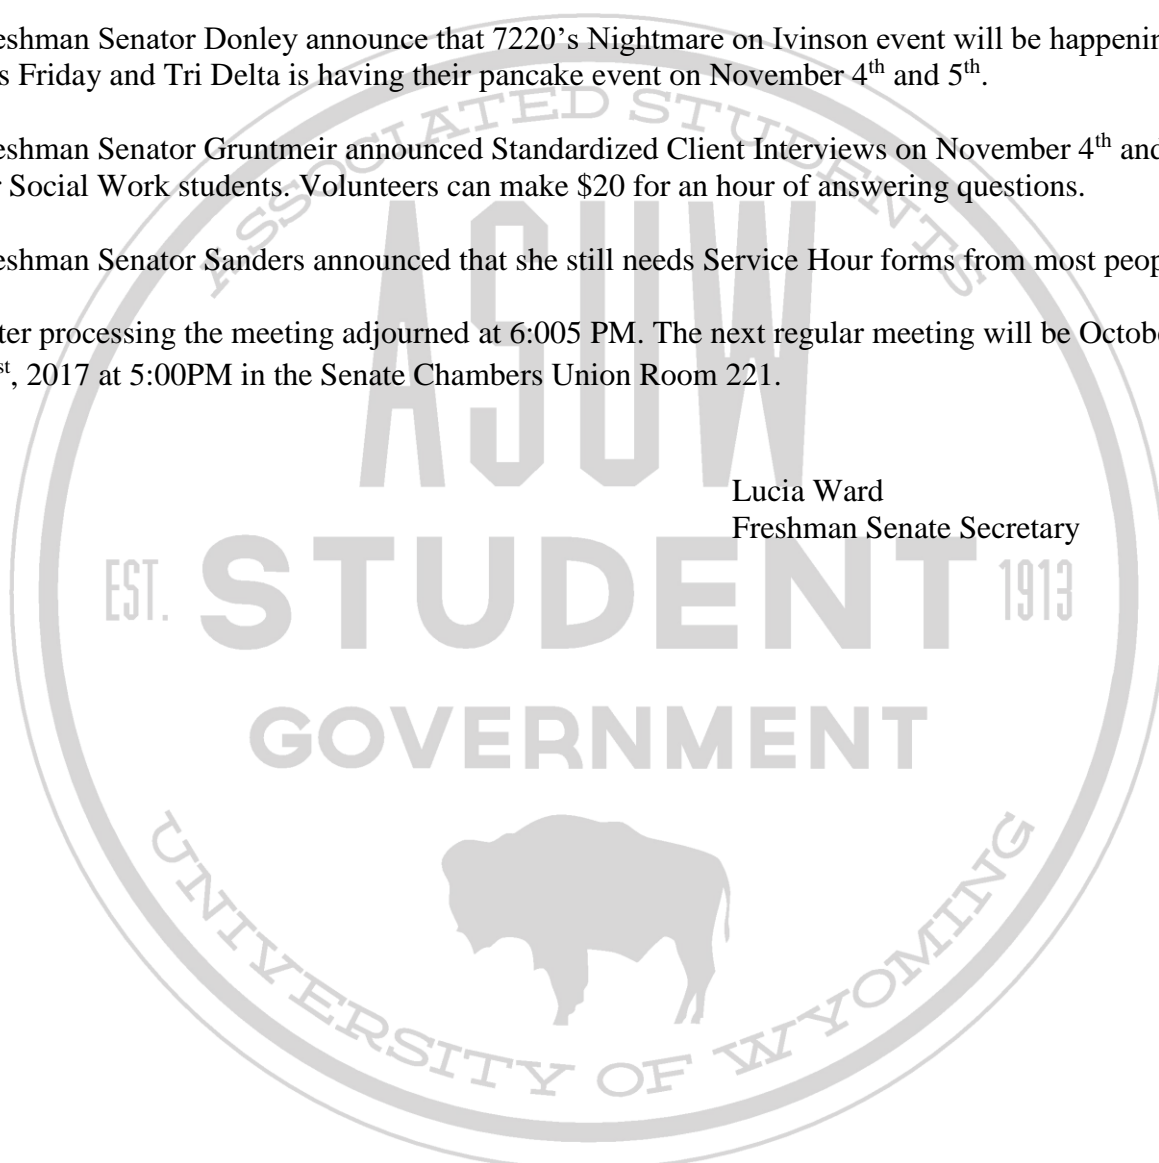 eshman Senator Donley announce that 7220’s Nightmare on Ivinson event will be happenin
s Friday and Tri Delta is having their pancake event on November 4th and 5th.
eshman Senator Gruntmeir announced Standardized Client Interviews on November 4th and
r Social Work students. Volunteers can make $20 for an hour of answering questions.
eshman Senator Sanders announced that she still needs Service Hour forms from most peop
ter processing the meeting adjourned at 6:005 PM. The next regular meeting will be Octobe
st, 2017 at 5:00PM in the Senate Chambers Union Room 221.
Lucia Ward
Freshman Senate Secretary
ASSOCIATED STUDENTS
ASUW
EST. STUDENT 1913
GOVERNMENT
UNIVERSITY OF WYOMING